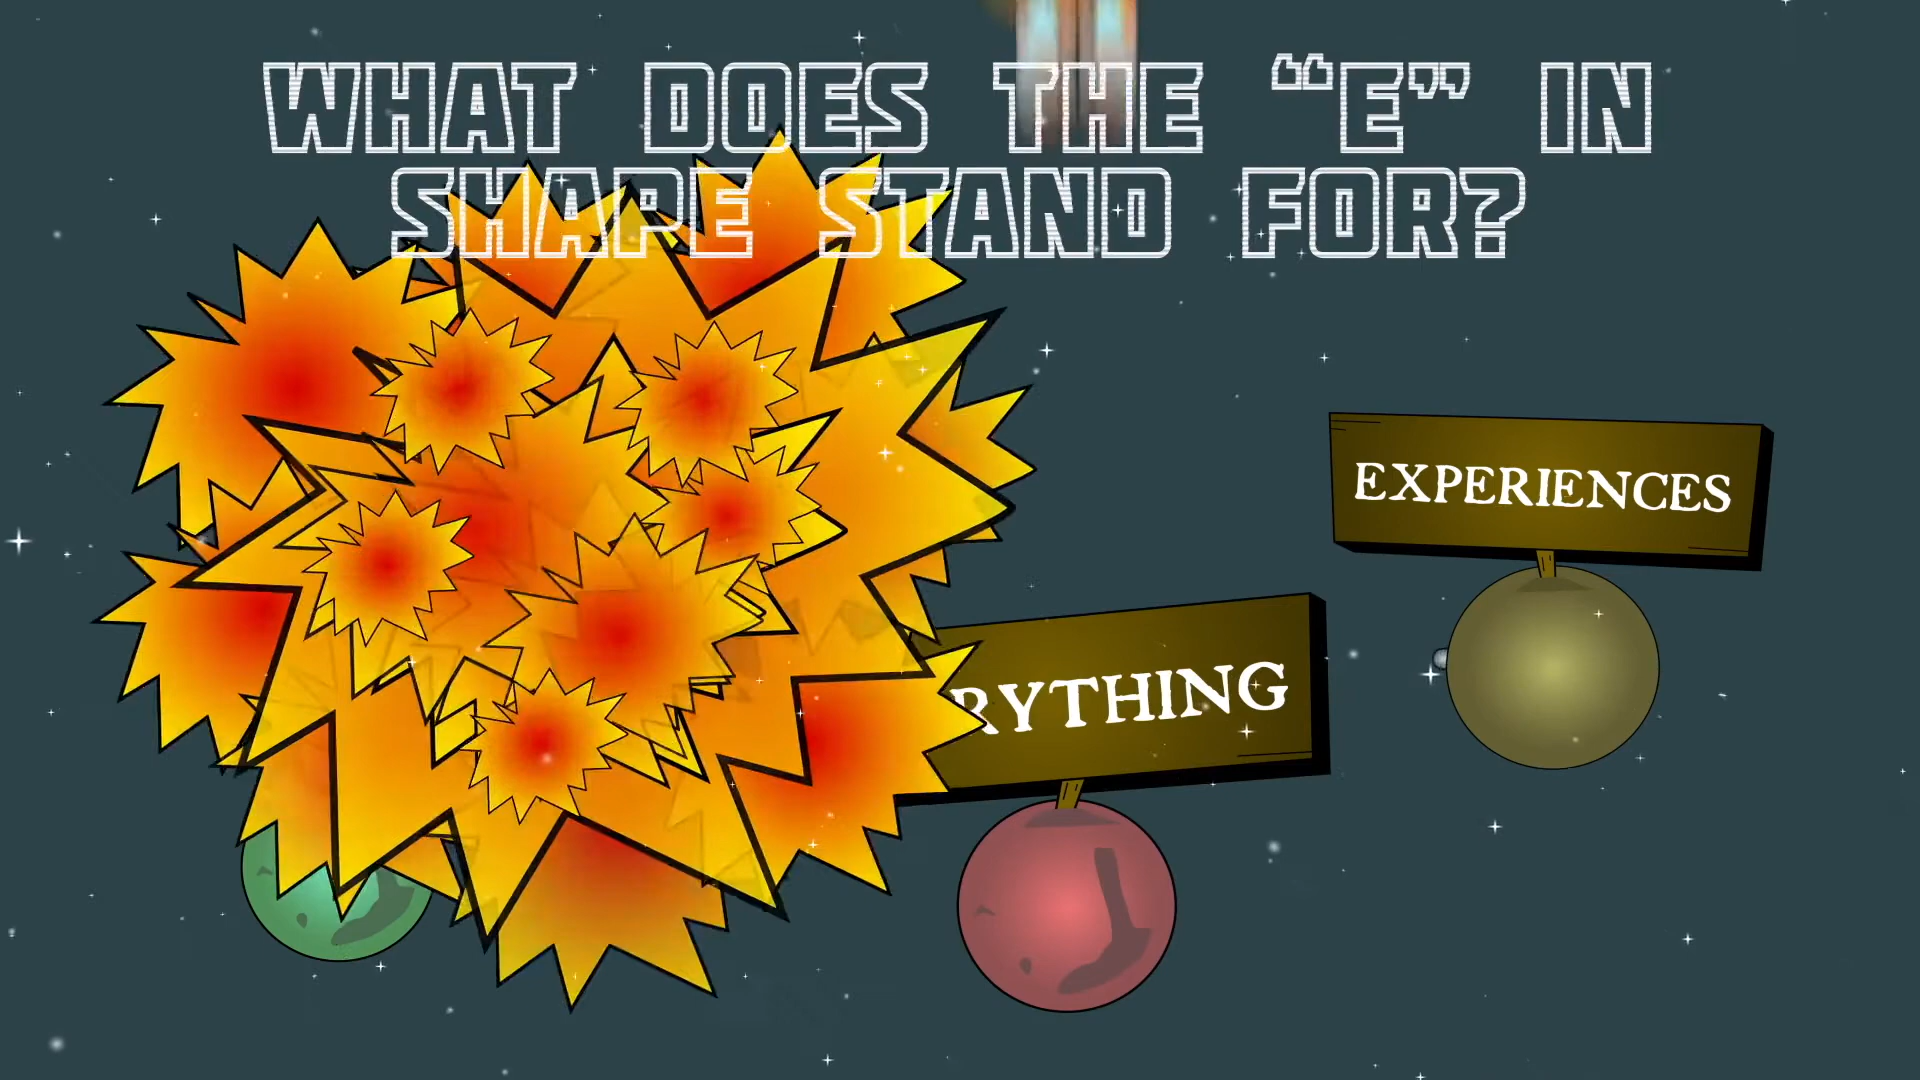 WHAT DOES THE “E” IN
SHAPE STAND FOR?
EXPERIENCES
RYTHING